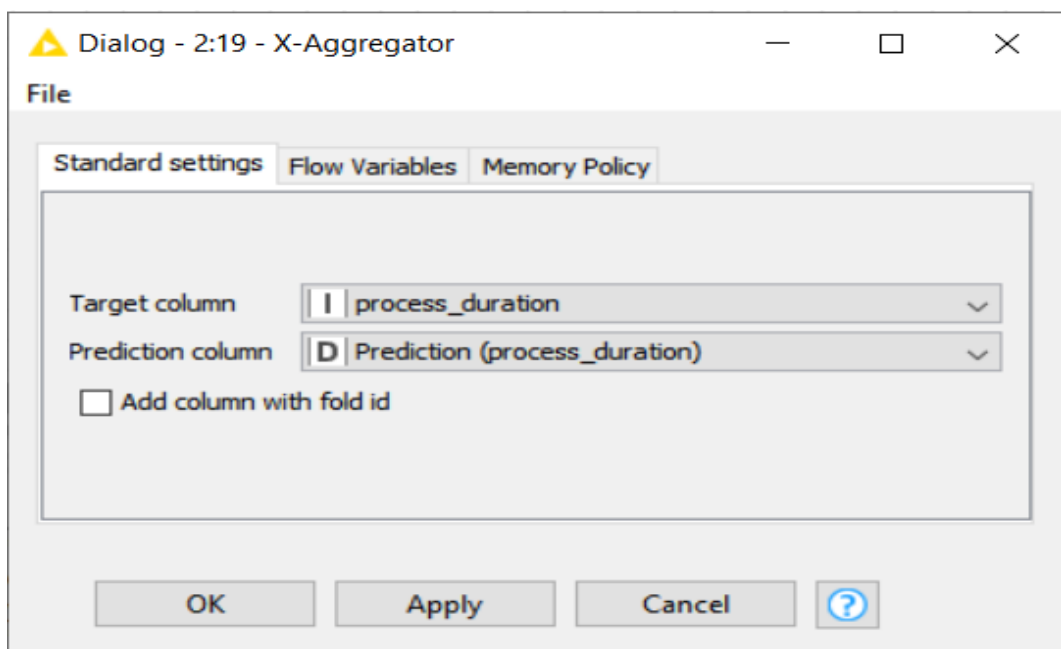 Dialog - 2:19 - X-Aggregator
File
Standard settings Flow Variables Memory Policy
Target column I process_duration
Prediction column D Prediction (process_duration)
Add column with fold id
OK Apply Cancel ?